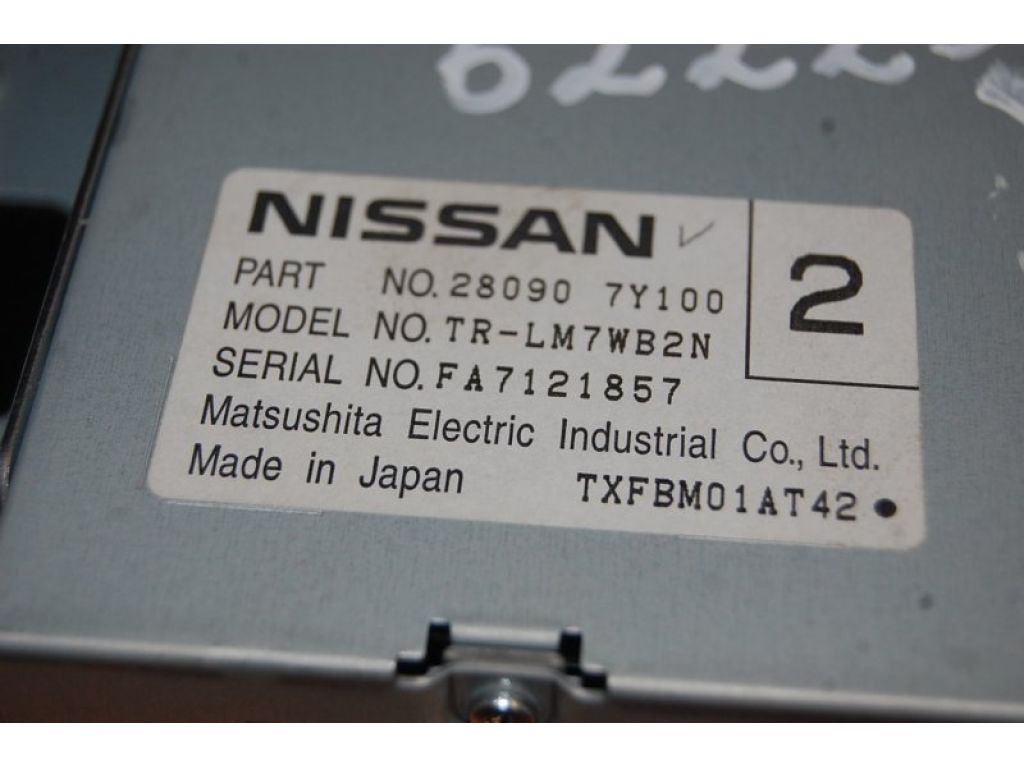 NISSAN
2
PART NO. 28090 7Y100
MODEL NO. TR-LM7WB2N
SERIAL NO. FA7121857
Matsushita Electric Industrial Co., Ltd.
Made in Japan TXFBM01AT42